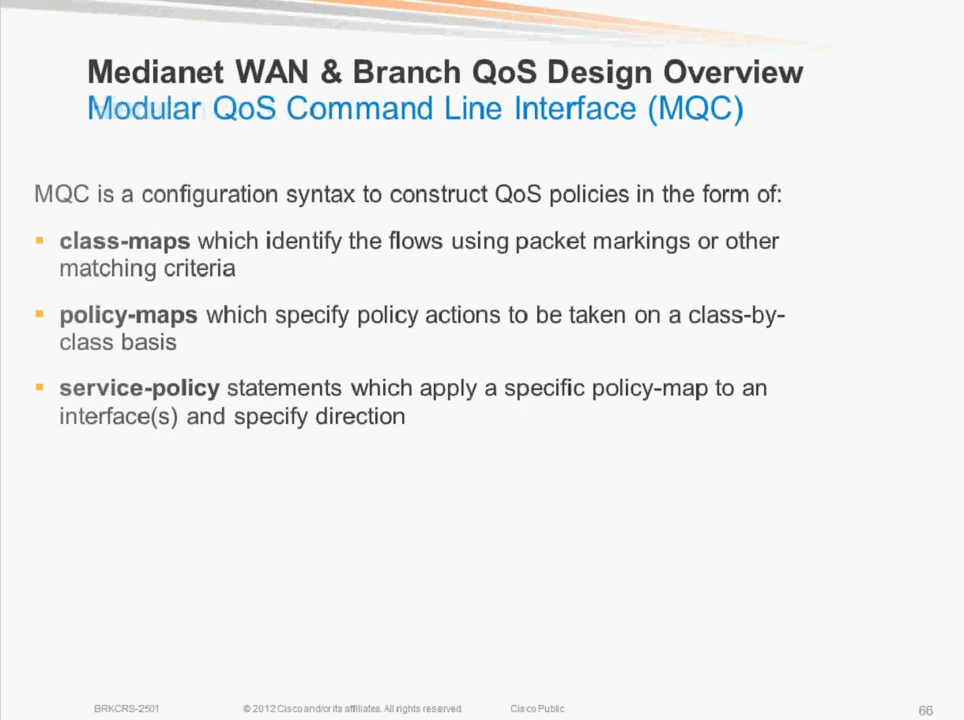 Medianet WAN & Branch QoS Design Overview
Modular QoS Command Line Interface (MQC)
MQC is a configuration syntax to construct QoS policies in the form of:
class-maps which identify the flows using packet markings or other
matching criteria
policy-maps which specify policy actions to be taken on a class-by-
class basis
service-policy statements which apply a specific policy-map to an
interface(s) and specify direction
BRKCRS-2501 © 2012 Cisco and/or its affiliates. All rights reserved. Cisco Public 66